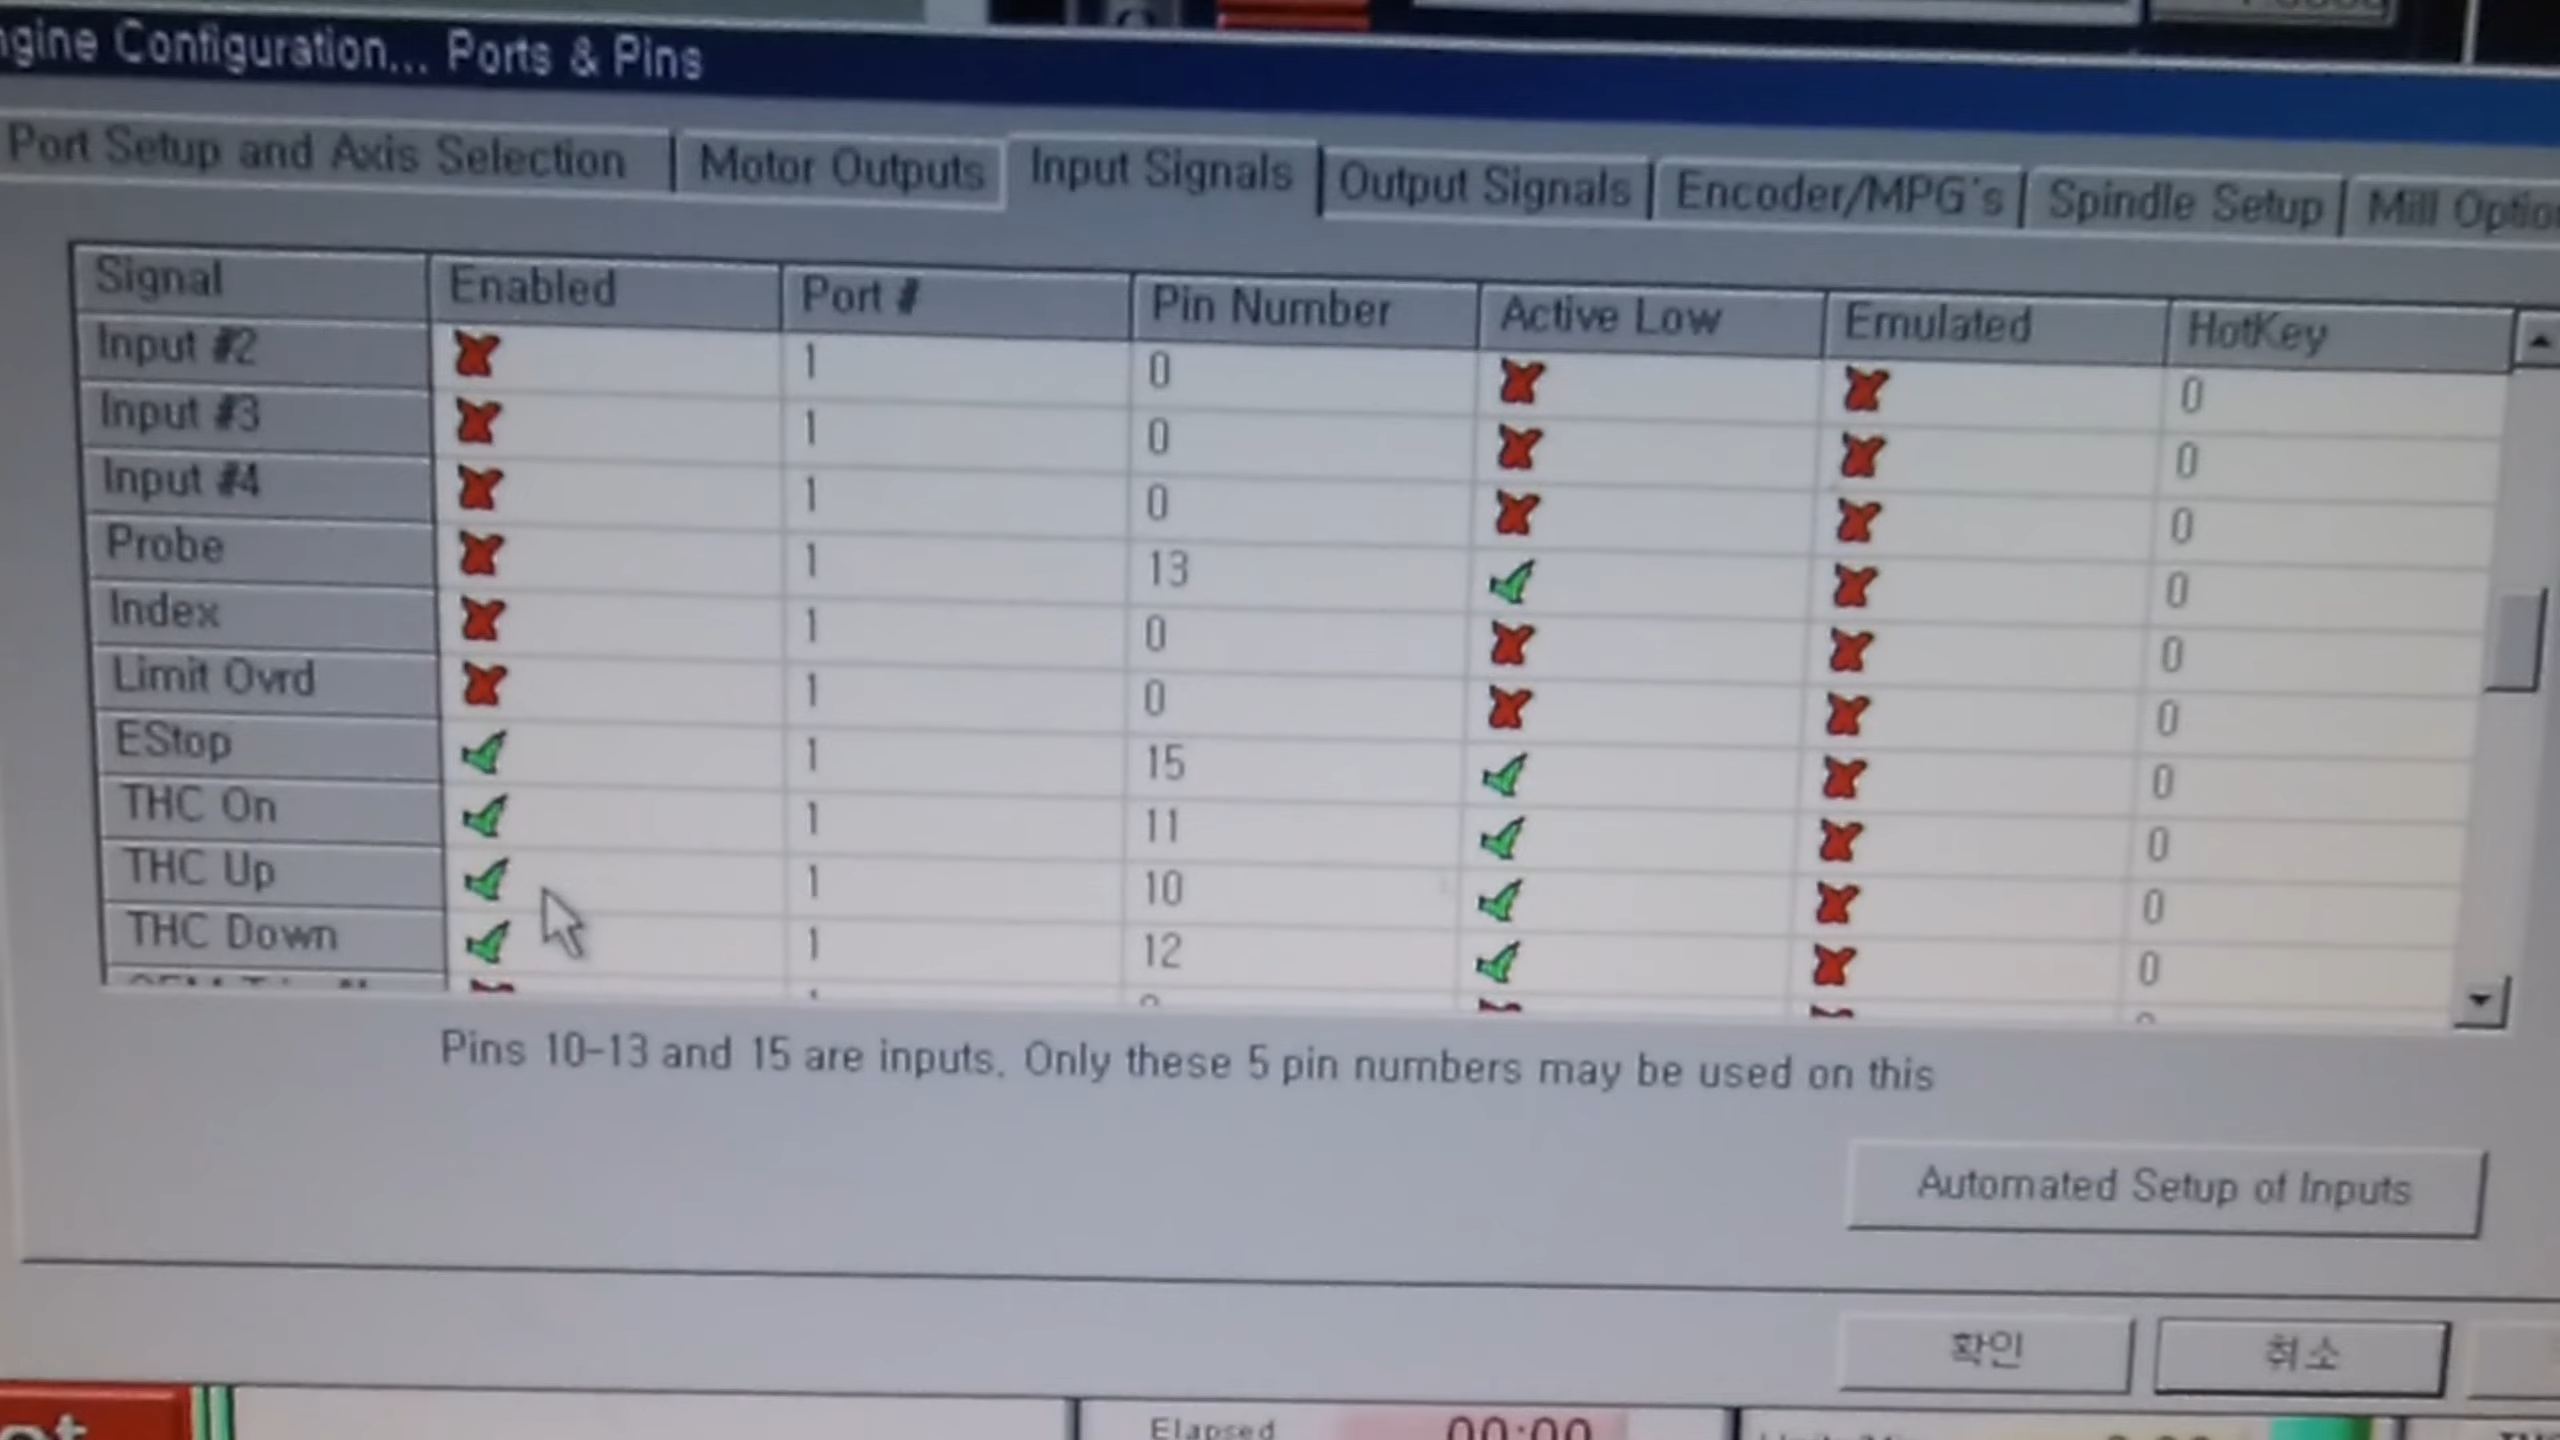 Configuration... Ports & Pins
Port Setup and Axis Selection Motor Outputs Input Signals Output Signals Encoder/MPG's Spindle Setup Mill
Signal Enabled Port # Pin Number Active Low Emulated HotKey
Input #2 1 0 0
Input #3 1 0 0
Input #4 1 0 0
Probe 1 13 0
Index 1 0 0
Limit Ovrd 1 0 0
EStop 1 15 0
THC On 1 11 0
THC Up 1 10 0
THC Down 1 12 0
Pins 10-13 and 15 are inputs. Only these 5 pin numbers may be used on this
Automated Setup of Inputs
확인 취소
Elapsed 00:00